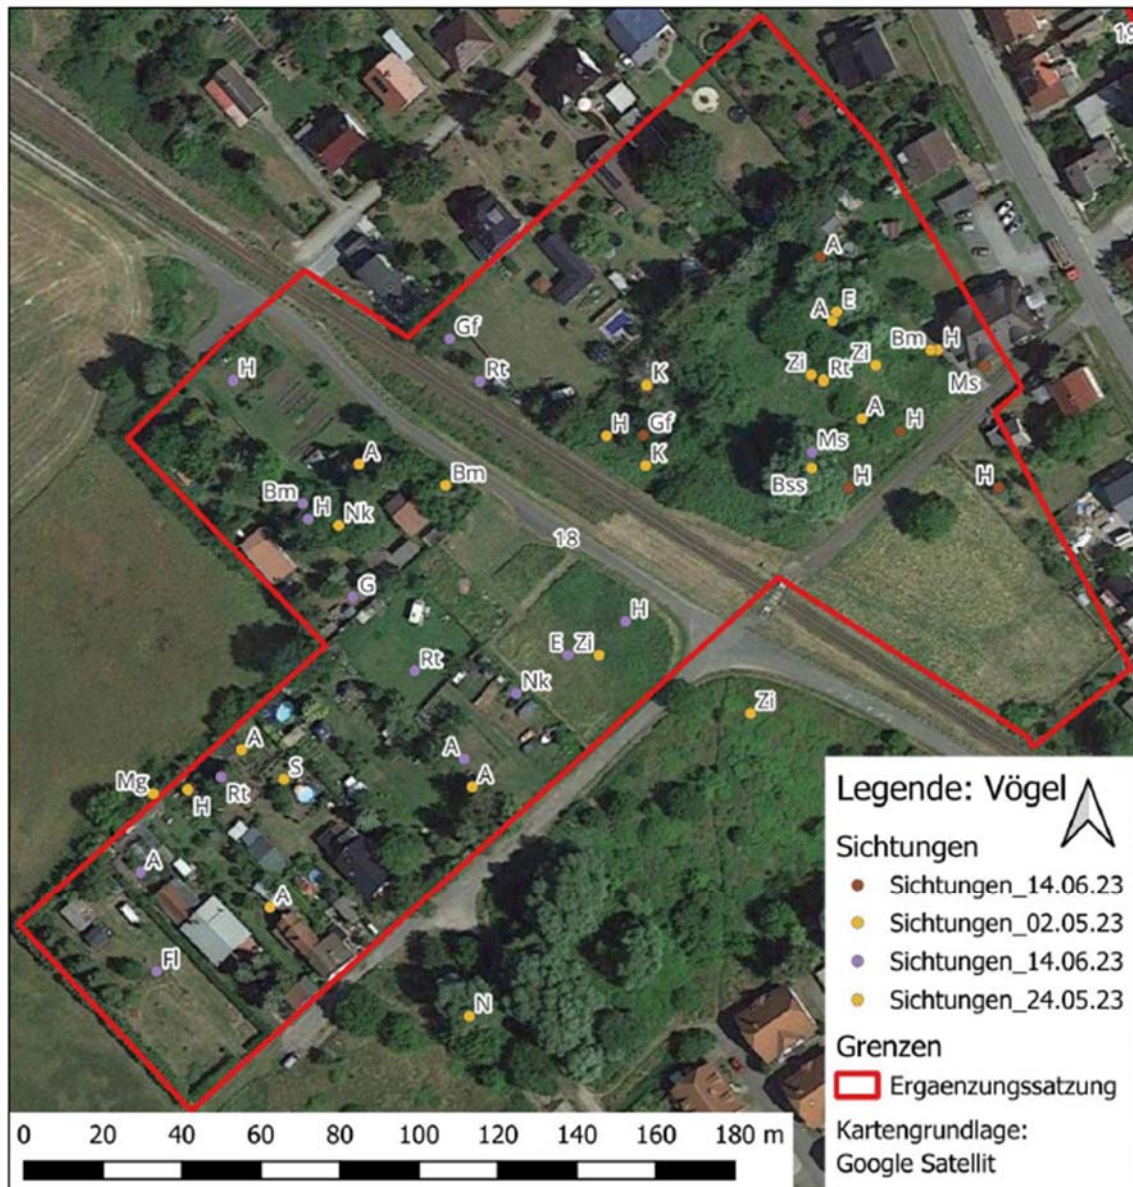 19
A
E
A
Gf
H
Bm
Zi
Zi
Rt
Ms
K
Rt
H
A
H
H
Gf
Ms
A
Bm
K
Bss
H
H
Bm
H
Nk
18
G
H
E
Zi
Rt
Nk
Zi
A
A
S
A
Mg
H
Rt
A
A
Fl
N
Legende: Vögel
Sichtungen
Sichtungen_14.06.23
Sichtungen_02.05.23
Sichtungen_14.06.23
Sichtungen_24.05.23
Grenzen
Ergaenzungssatzung
Kartengrundlage:
Google Satellit
0 20 40 60 80 100 120 140 160 180 m